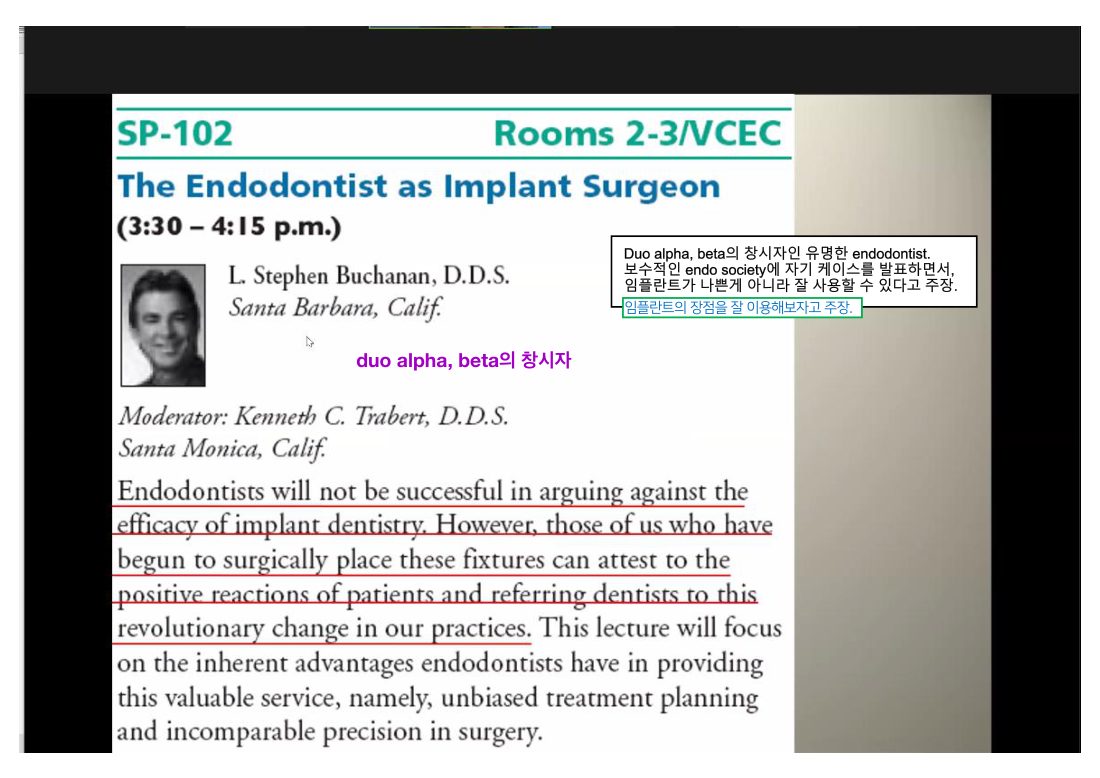 SP-102 Rooms 2-3/VCEC
The Endodontist as Implant Surgeon
(3:30 – 4:15 p.m.)
L. Stephen Buchanan, D.D.S.
Santa Barbara, Calif.
Duo alpha, beta의 창시자인 유명한 endodontist.
보수적인 endo society에 자기 케이스를 발표하면서,
임플란트가 나쁜게 아니라 잘 사용할 수 있다고 주장.
임플란트의 장점을 잘 이용해보자고 주장.
duo alpha, beta의 창시자
Moderator: Kenneth C. Trabert, D.D.S.
Santa Monica, Calif.
Endodontists will not be successful in arguing against the
efficacy of implant dentistry. However, those of us who have
begun to surgically place these fixtures can attest to the
positive reactions of patients and referring dentists to this
revolutionary change in our practices. This lecture will focus
on the inherent advantages endodontists have in providing
this valuable service, namely, unbiased treatment planning
and incomparable precision in surgery.